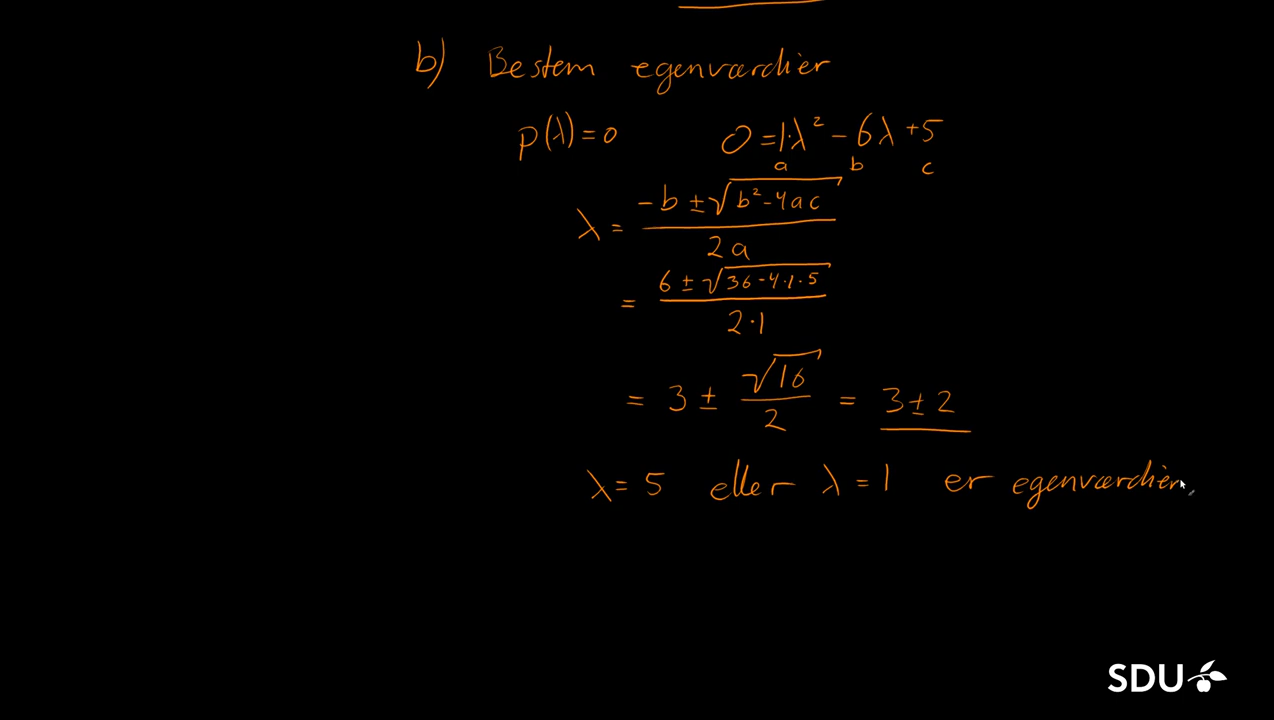 b) Bestem egenværdier
p(λ)=0 0=1·λ² - 6λ +5
a b c
λ = (-b ± √(b²-4ac)) / 2a
= (6 ± √(36-4·1·5)) / 2·1
= 3 ± √16 / 2 = 3 ± 2
λ = 5 eller λ = 1 er egenværdier.
SDU